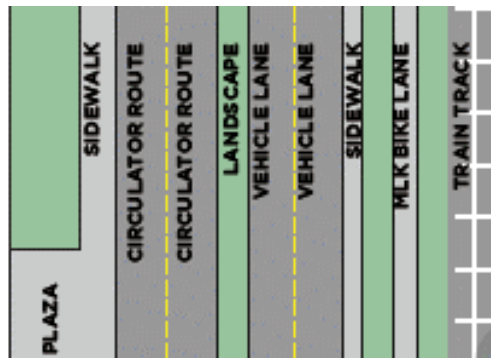 PLAZA
SIDEWALK
CIRCULATOR ROUTE
CIRCULATOR ROUTE
LANDSCAPE
VEHICLE LANE
VEHICLE LANE
SIDEWALK
MLK BIKE LANE
TRAIN TRACK